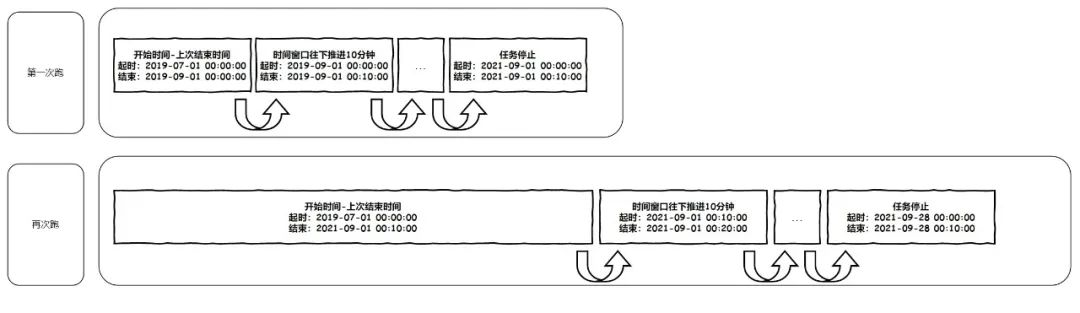 第一次跑
开始时间-上次结束时间
起时：2019-07-01 00:00:00
结束：2019-09-01 00:00:00
时间窗口往下推进10分钟
起时：2019-09-01 00:00:00
结束：2019-09-01 00:10:00
...
任务停止
起时：2021-09-01 00:00:00
结束：2021-09-01 00:10:00
再次跑
开始时间-上次结束时间
起时：2019-07-01 00:00:00
结束：2021-09-01 00:10:00
时间窗口往下推进10分钟
起时：2021-09-01 00:10:00
结束：2021-09-01 00:20:00
...
任务停止
起时：2021-09-28 00:00:00
结束：2021-09-28 00:10:00